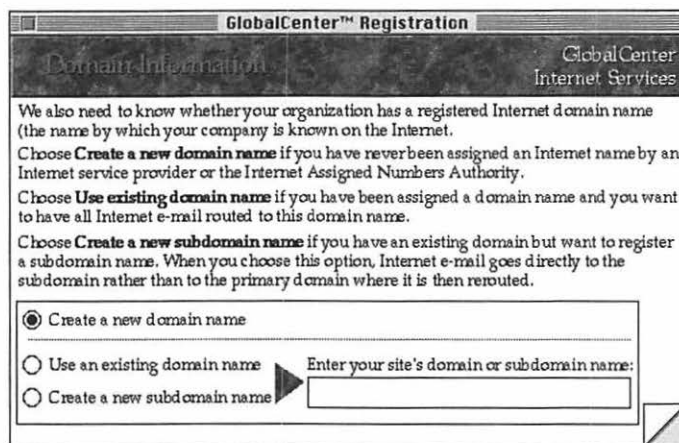 GlobalCenter™ Registration
Domain Information
GlobalCenter
Internet Services
We also need to know whether your organization has a registered Internet domain name
(the name by which your company is known on the Internet.
Choose Create a new domain name if you have never been assigned an Internet name by an
Internet service provider or the Internet Assigned Numbers Authority.
Choose Use existing domain name if you have been assigned a domain name and you want
to have all Internet e-mail routed to this domain name.
Choose Create a new subdomain name if you have an existing domain but want to register
a subdomain name. When you choose this option, Internet e-mail goes directly to the
subdomain rather than to the primary domain where it is then rerouted.
Create a new domain name
Use an existing domain name
Enter your site's domain or subdomain name:
Create a new subdomain name